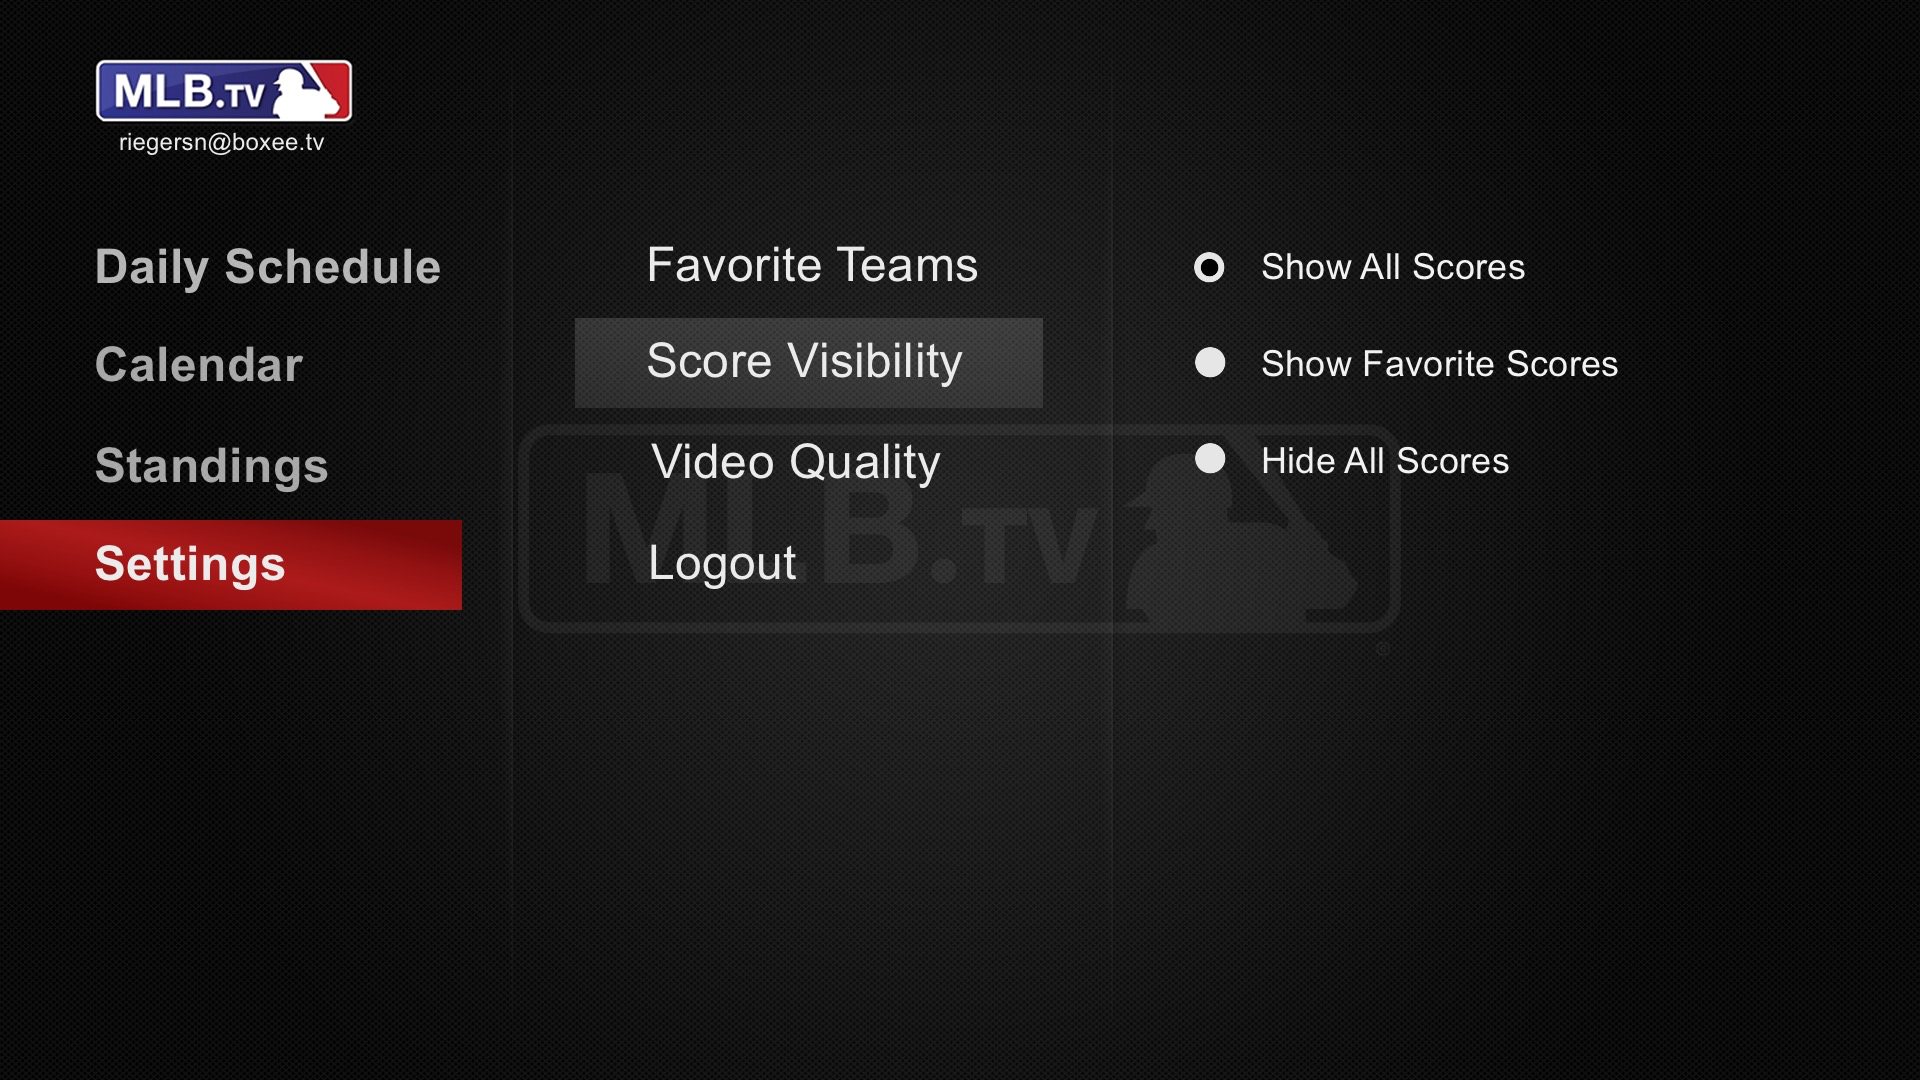 MLB.TV
riegersn@boxee.tv
Daily Schedule
Calendar
Standings
Settings
Favorite Teams
Score Visibility
Video Quality
Logout
Show All Scores
Show Favorite Scores
Hide All Scores
MLB.TV
®